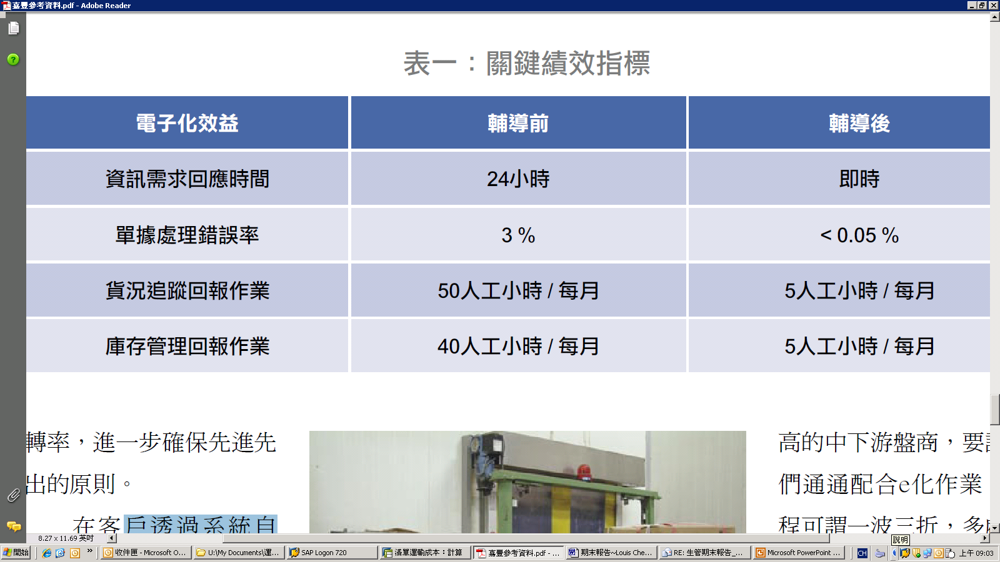 嘉豐參考資料.pdf - Adobe Reader
表一：關鍵績效指標
電子化效益 輔導前 輔導後
資訊需求回應時間 24小時 即時
單據處理錯誤率 3 % < 0.05 %
貨況追蹤回報作業 50人工小時 / 每月 5人工小時 / 每月
庫存管理回報作業 40人工小時 / 每月 5人工小時 / 每月
轉率，進一步確保先進先
出的原則。
在客戶透過系統自
高的中下游盤商，要
們通通配合e化作業
程可謂一波三折，多
8.27 x 11.69 英吋
說明
開始
收件匣 - Microsoft O...
U:\My Documents\運...
SAP Logon 720
清單運輸成本：計算
嘉豐參考資料.pdf - ...
期末報告~Louis Che...
RE: 生管期末報告_...
Microsoft PowerPoint ...
CH
上午 09:03